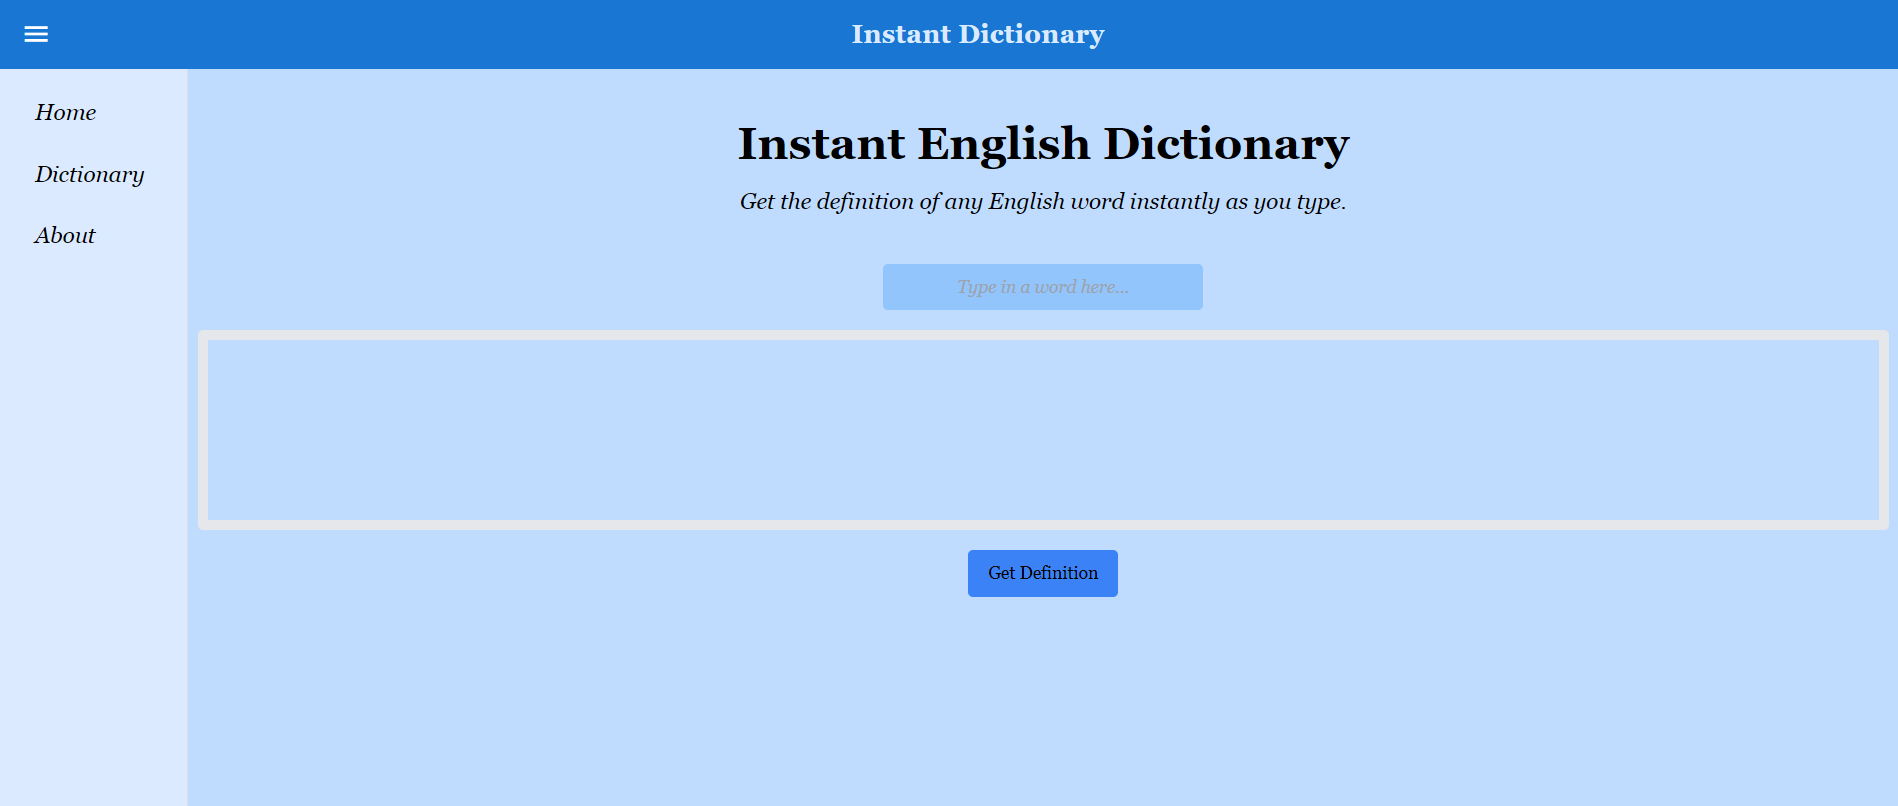 Instant Dictionary
Home
Dictionary
About
Instant English Dictionary
Get the definition of any English word instantly as you type.
Type in a word here...
Get Definition